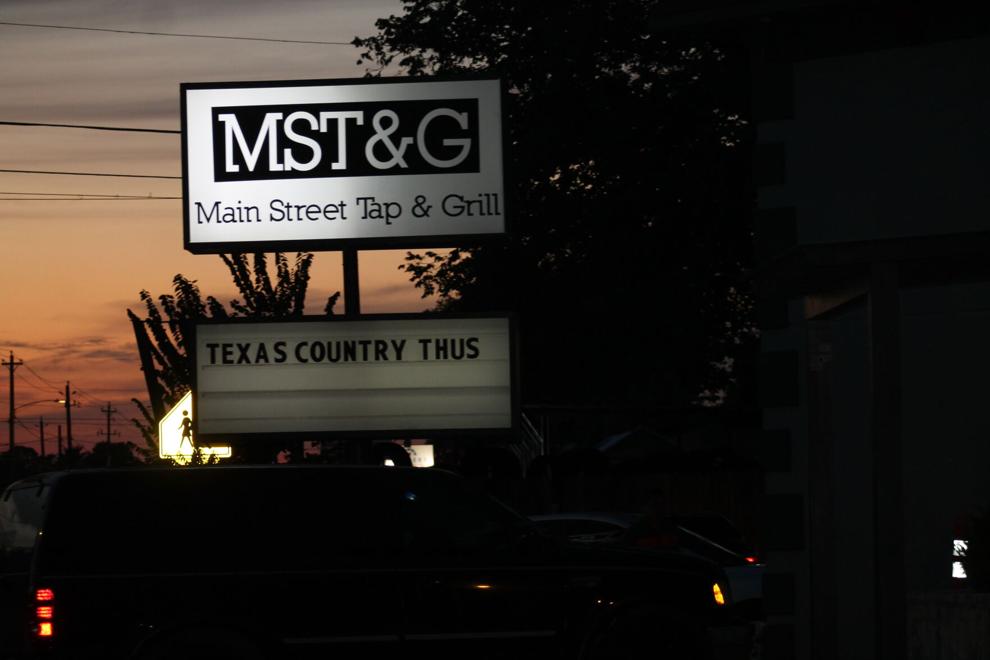 MST&G
Main Street Tap & Grill
TEXAS COUNTRY THUS